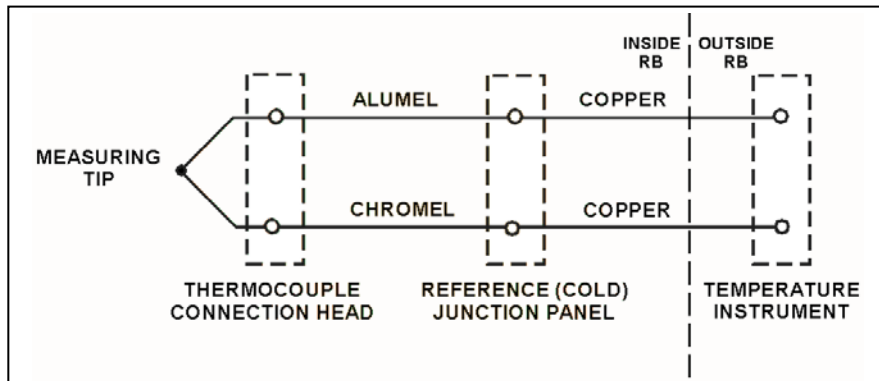 INSIDE RB
OUTSIDE RB
ALUMEL
COPPER
MEASURING
TIP
CHROMEL
COPPER
THERMOCOUPLE
CONNECTION HEAD
REFERENCE (COLD)
JUNCTION PANEL
TEMPERATURE
INSTRUMENT